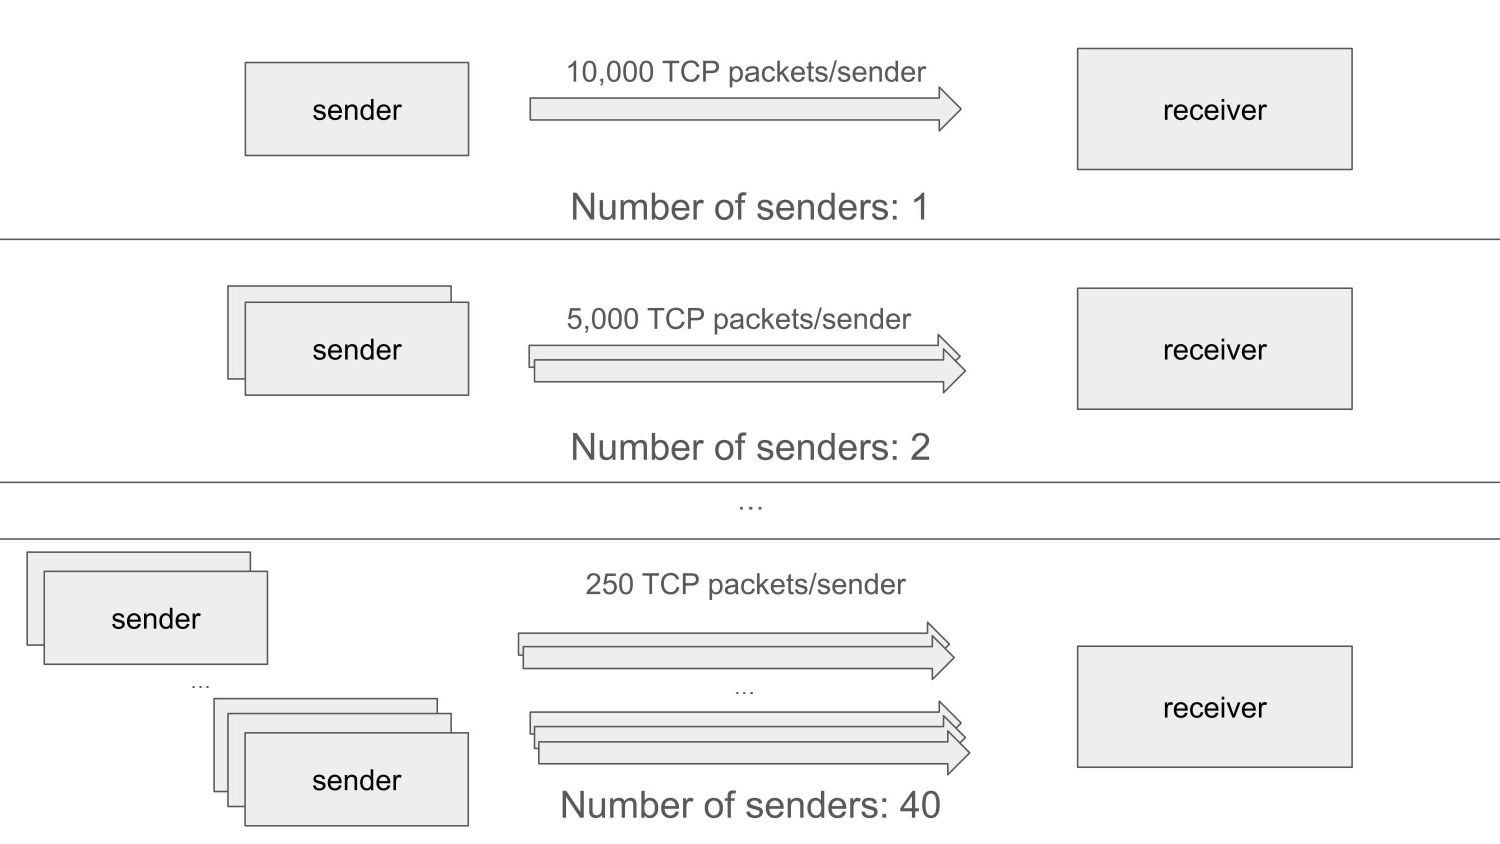 10,000 TCP packets/sender
sender
receiver
Number of senders: 1
5,000 TCP packets/sender
sender
receiver
Number of senders: 2
...
250 TCP packets/sender
sender
...
...
receiver
sender
Number of senders: 40